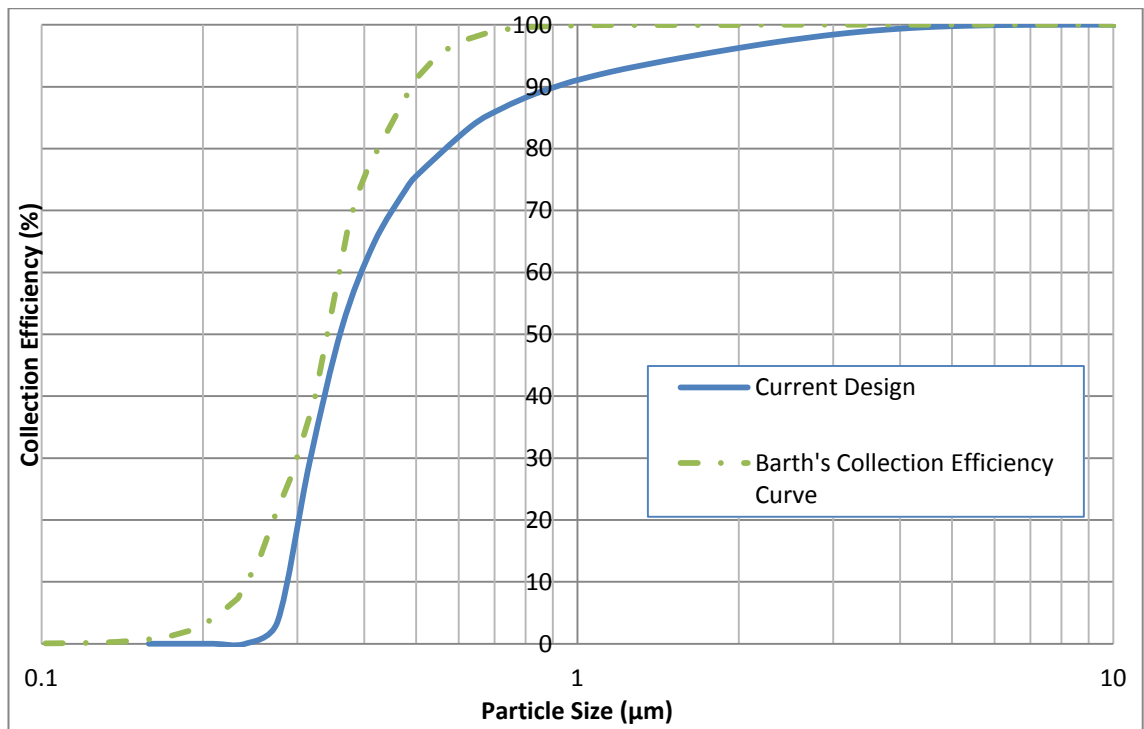 100
90
80
70
60
50
40
30
20
10
0
Collection Efficiency (%)
Current Design
Barth's Collection Efficiency
Curve
0.1 1 10
Particle Size (µm)